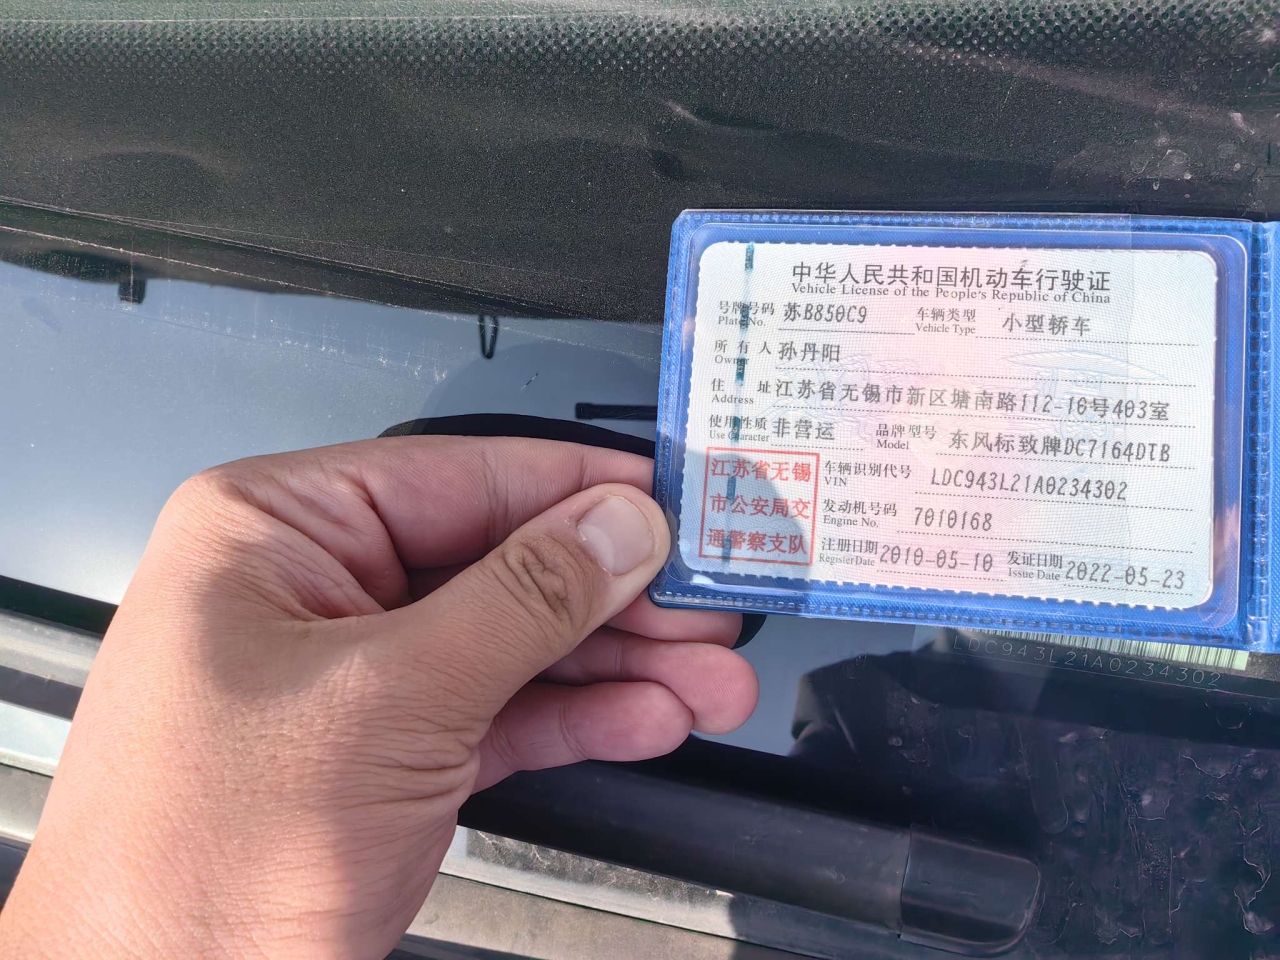 中华人民共和国机动车行驶证
Vehicle License of the People's Republic of China
号牌号码 苏B850C9 车辆类型 小型轿车
Plate No. Vehicle Type
所有人 孙丹阳
Owner
住址 江苏省无锡市新区塘南路112-16号403室
Address
使用性质 非营运 品牌型号 东风标致牌DC7164DTB
Use Character Model
江苏省无锡
市公安局交
通警察支队
车辆识别代号 LDC943L21A0234302
VIN
发动机号码 7010168
Engine No.
注册日期 2010-05-10 发证日期 2022-05-23
Register Date Issue Date
LDC943L21A0234302